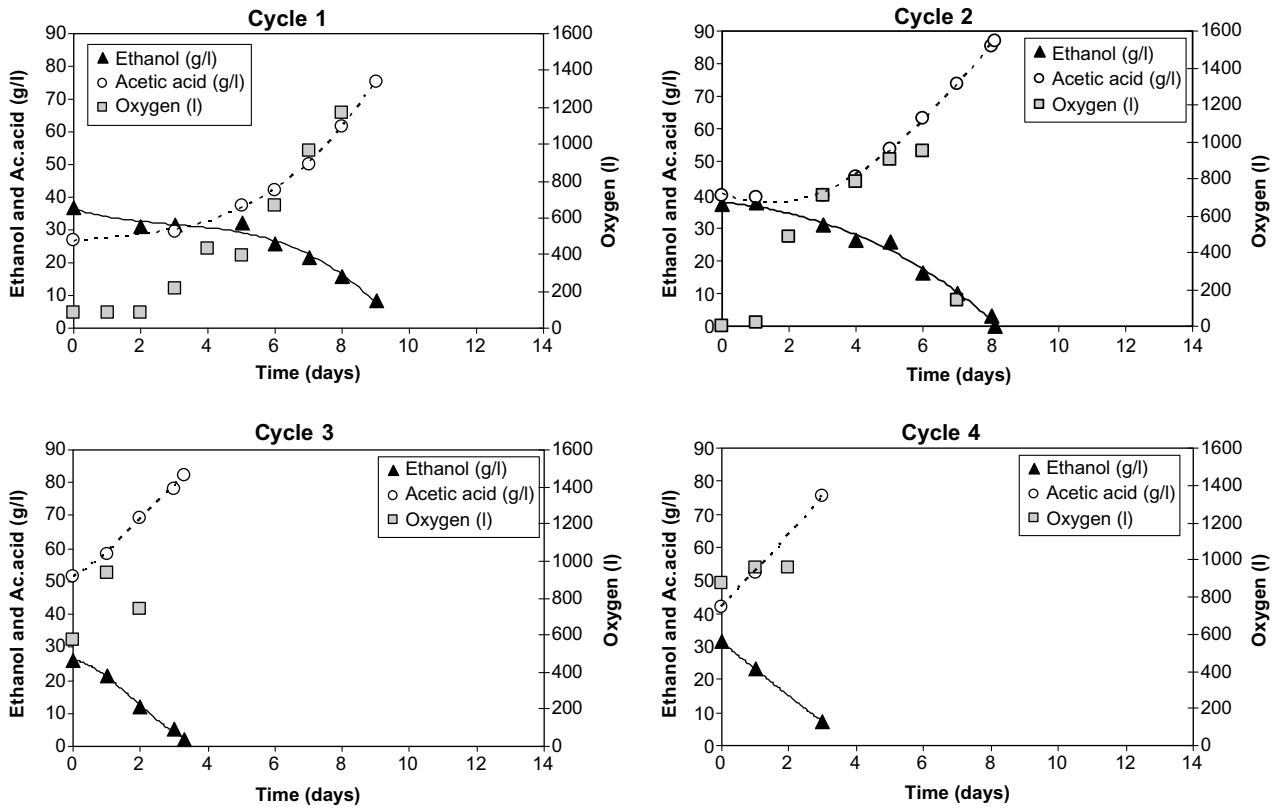 Cycle 1
Ethanol and Ac.acid (g/l)
90
80
70
60
50
40
30
20
10
0
Ethanol (g/l)
Acetic acid (g/l)
Oxygen (l)
1600
1400
1200
1000
800
600
400
200
0
Oxygen (l)
0 2 4 6 8 10 12 14
Time (days)
Cycle 2
Ethanol and Ac.acid (g/l)
90
80
70
60
50
40
30
20
10
0
Ethanol (g/l)
Acetic acid (g/l)
Oxygen (l)
1600
1400
1200
1000
800
600
400
200
0
Oxygen (l)
0 2 4 6 8 10 12 14
Time (days)
Cycle 3
Ethanol and Ac.acid (g/l)
90
80
70
60
50
40
30
20
10
0
Ethanol (g/l)
Acetic acid (g/l)
Oxygen (l)
1600
1400
1200
1000
800
600
400
200
0
Oxygen (l)
0 2 4 6 8 10 12 14
Time (days)
Cycle 4
Ethanol and Ac.acid (g/l)
90
80
70
60
50
40
30
20
10
0
Ethanol (g/l)
Acetic acid (g/l)
Oxygen (l)
1600
1400
1200
1000
800
600
400
200
0
Oxygen (l)
0 2 4 6 8 10 12 14
Time (days)